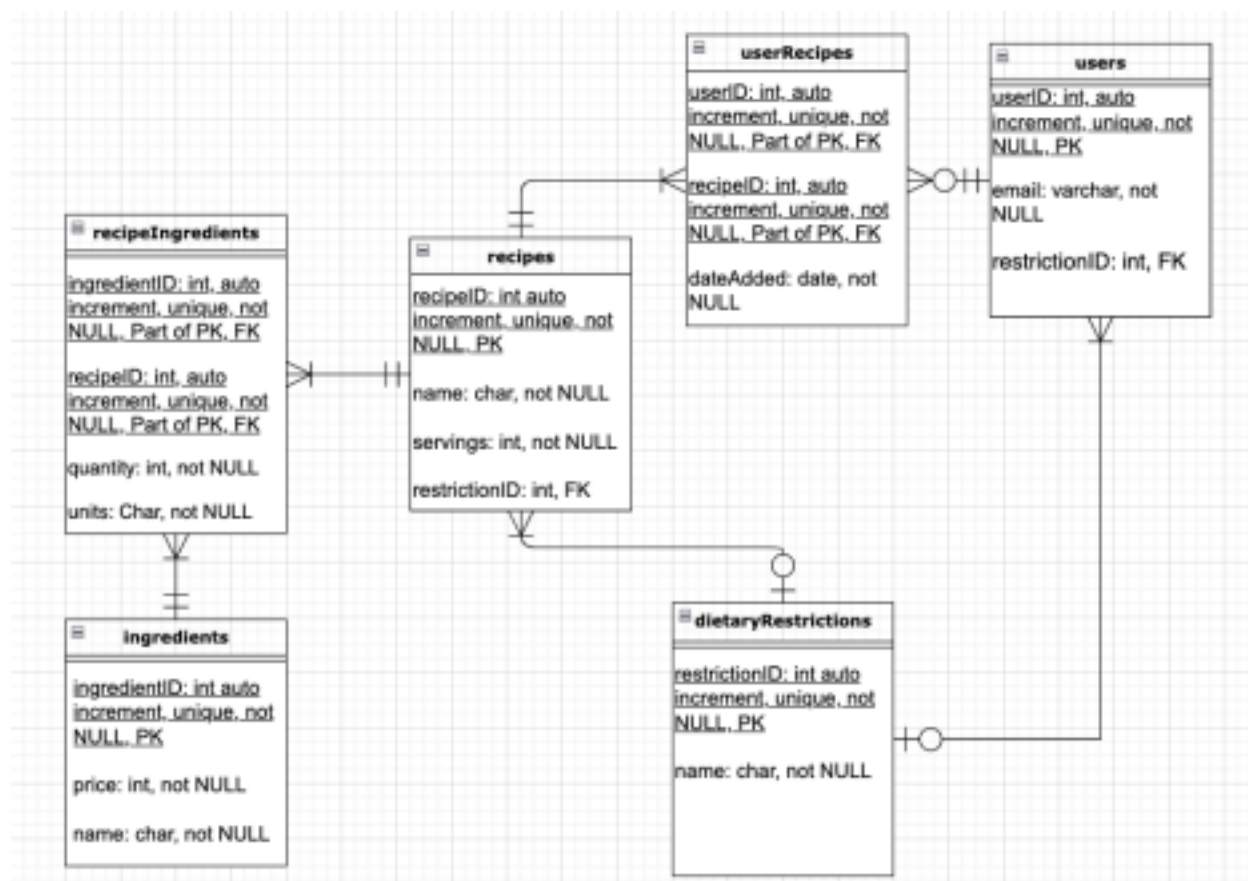 userRecipes
userID: int, auto
increment, unique, not
NULL, Part of PK, FK
recipeID: int, auto
increment, unique, not
NULL, Part of PK, FK
dateAdded: date, not
NULL
users
userID: int, auto
increment, unique, not
NULL, PK
email: varchar, not
NULL
restrictionID: int, FK
recipeIngredients
ingredientID: int, auto
increment, unique, not
NULL, Part of PK, FK
recipeID: int, auto
increment, unique, not
NULL, Part of PK, FK
quantity: int, not NULL
units: Char, not NULL
recipes
recipeID: int auto
increment, unique, not
NULL, PK
name: char, not NULL
servings: int, not NULL
restrictionID: int, FK
ingredients
ingredientID: int auto
increment, unique, not
NULL, PK
price: int, not NULL
name: char, not NULL
dietaryRestrictions
restrictionID: int auto
increment, unique, not
NULL, PK
name: char, not NULL